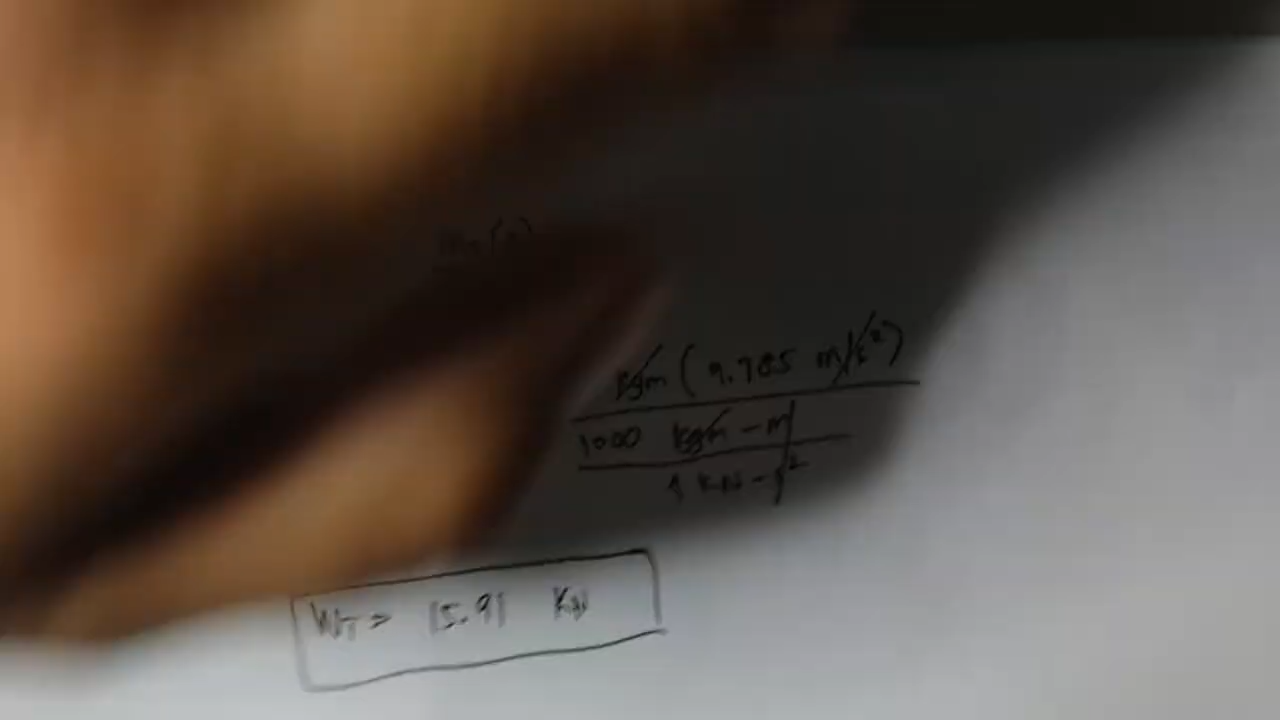 kgm ( 9.785 m/s²)
1000 kgm - m
1 KN - s²
WT = 15.91 KN